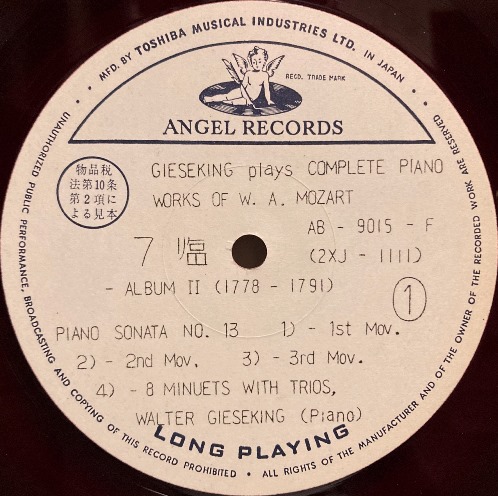 MFD. BY TOSHIBA MUSICAL INDUSTRIES LTD. IN JAPAN
RECD. TRADE MARK
ANGEL RECORDS
物品税
法第10条
第2項に
よる見本
GIESEKING plays COMPLETE PIANO
WORKS OF W. A. MOZART
AB - 9015 - F
7 臨
(2XJ - 1111)
- ALBUM II (1778 - 1791)
1
PIANO SONATA NO. 13 1) - 1st Mov.
2) - 2nd Mov. 3) - 3rd Mov.
4) - 8 MINUETS WITH TRIOS,
WALTER GIESEKING (Piano)
LONG PLAYING
UNAUTHORIZED PUBLIC PERFORMANCE, BROADCASTING AND COPYING OF THIS RECORD PROHIBITED • ALL RIGHTS OF THE MANUFACTURER AND OF THE OWNER OF THE RECORDED WORK ARE RESERVED